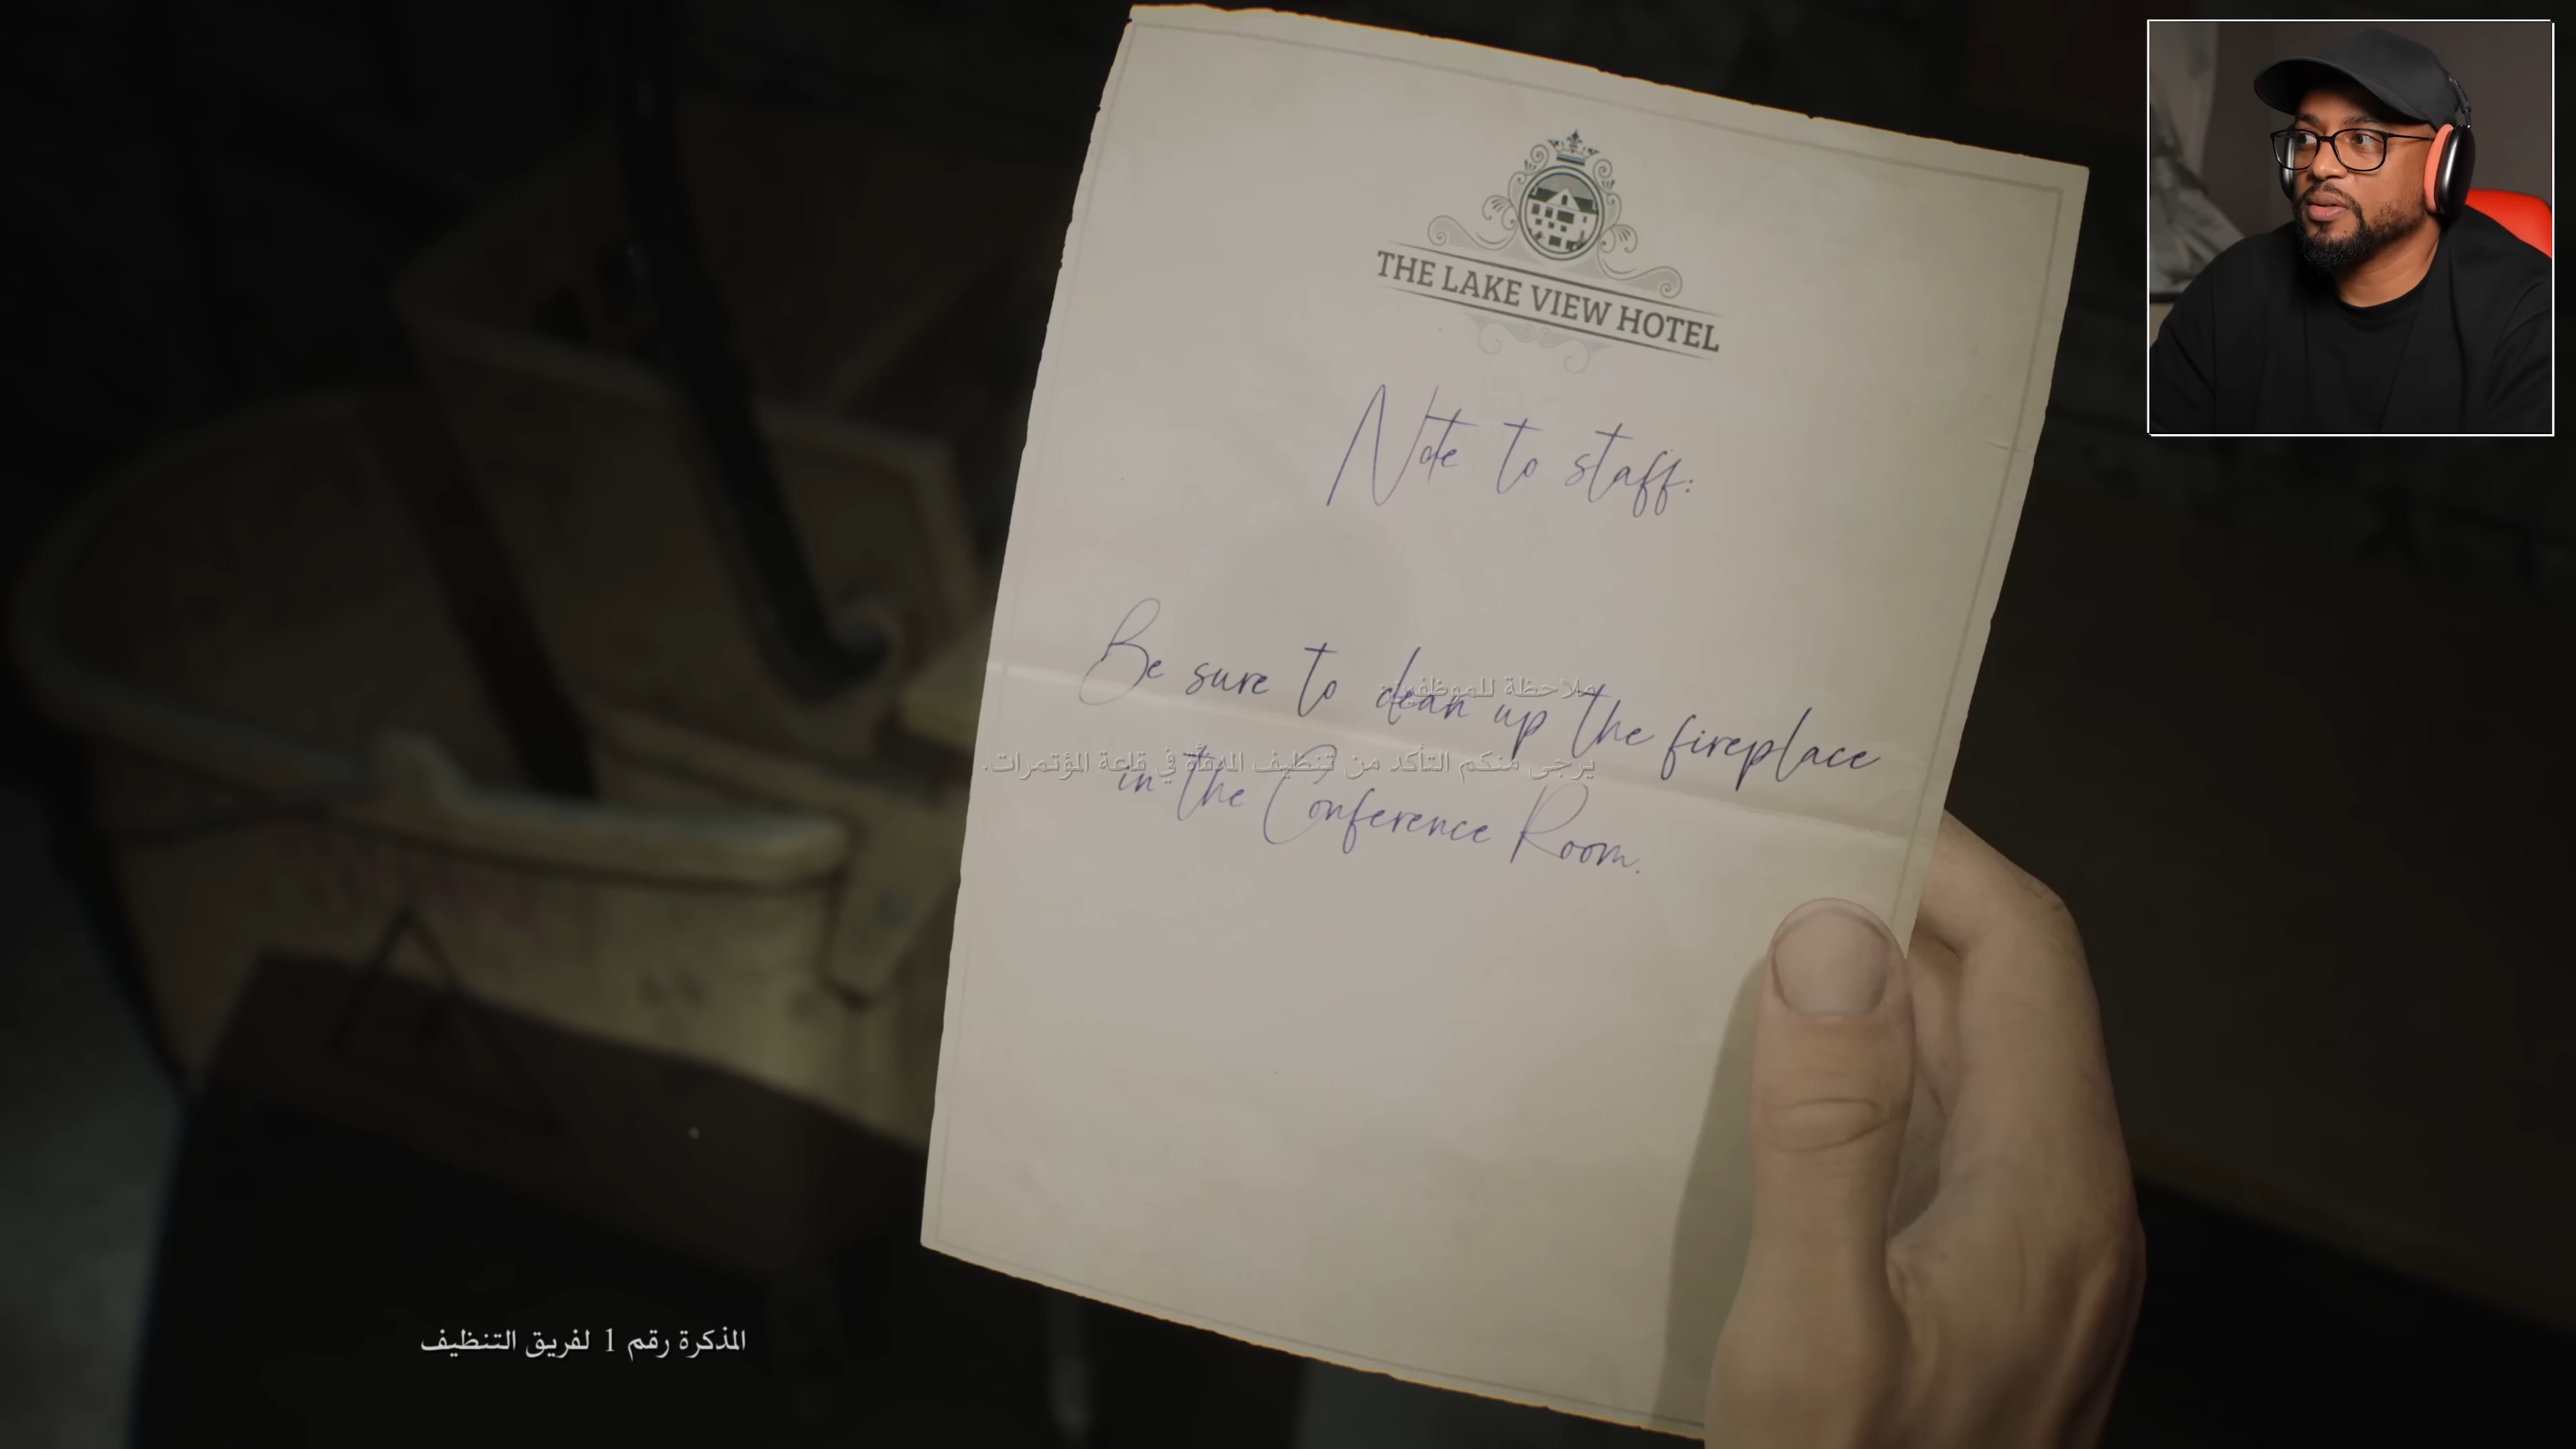 THE LAKE VIEW HOTEL
Note to staff:
Be sure to clean up the fireplace
in the Conference Room.
ملاحظة للموظفين:
يرجى منكم التأكد من تنظيف المدفأة في قاعة المؤتمرات.
المذكرة رقم 1 لفريق التنظيف